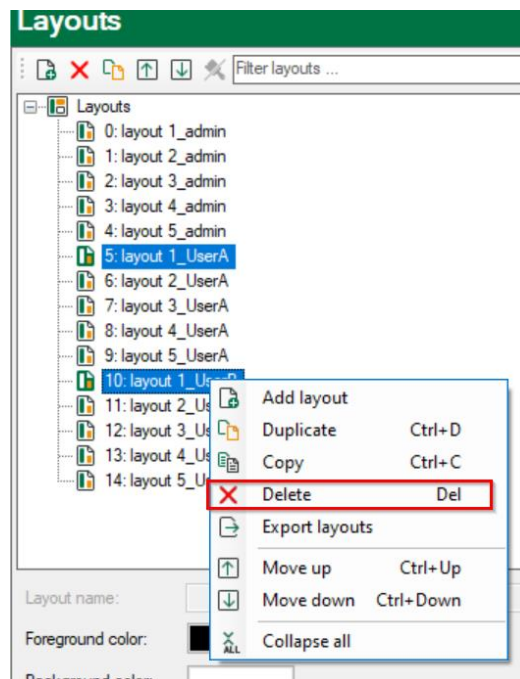 Layouts
Filter layouts ...
Layouts
0: layout 1_admin
1: layout 2_admin
2: layout 3_admin
3: layout 4_admin
4: layout 5_admin
5: layout 1_UserA
6: layout 2_UserA
7: layout 3_UserA
8: layout 4_UserA
9: layout 5_UserA
10: layout 1_UserB
11: layout 2_Us
12: layout 3_Us
13: layout 4_Us
14: layout 5_U
Add layout
Duplicate Ctrl+D
Copy Ctrl+C
Delete Del
Export layouts
Move up Ctrl+Up
Move down Ctrl+Down
ALL Collapse all
Layout name:
Foreground color: